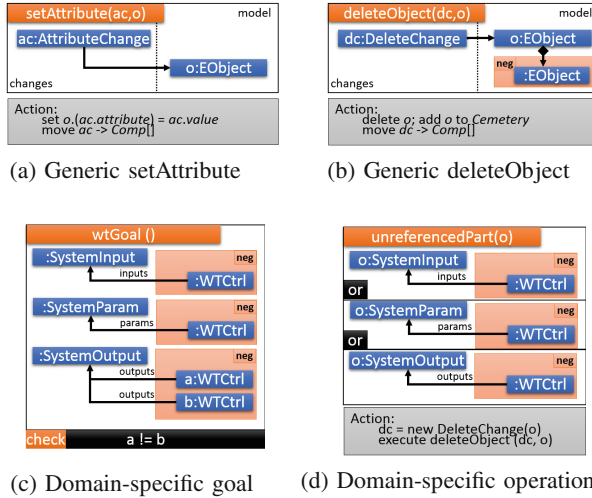 setAttribute(ac,o)
model
ac:AttributeChange
o:EObject
changes
Action:
set o.(ac.attribute) = ac.value
move ac -> Comp[]
(a) Generic setAttribute
deleteObject(dc,o)
model
dc:DeleteChange
o:EObject
neg
:EObject
changes
Action:
delete o; add o to Cemetery
move dc -> Comp[]
(b) Generic deleteObject
wtGoal ()
:SystemInput
neg
inputs
:WTCtrl
:SystemParam
neg
params
:WTCtrl
:SystemOutput
neg
outputs
a:WTCtrl
outputs
b:WTCtrl
check
a != b
(c) Domain-specific goal
unreferencedPart(o)
o:SystemInput
neg
inputs
:WTCtrl
or
o:SystemParam
neg
params
:WTCtrl
or
o:SystemOutput
neg
outputs
:WTCtrl
Action:
dc = new DeleteChange(o)
execute deleteObject (dc, o)
(d) Domain-specific operation